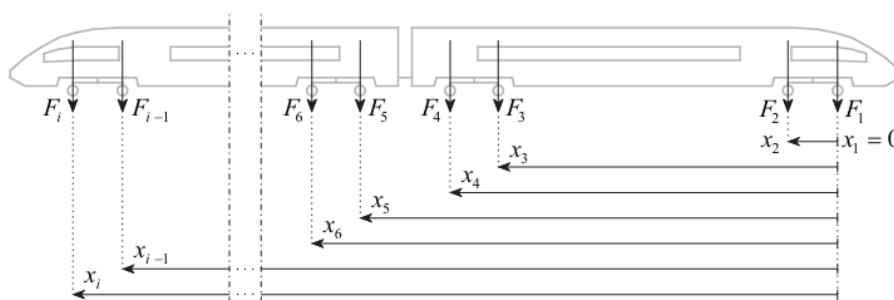 ...
F_i F_{i-1} F_6 F_5 F_4 F_3 F_2 F_1
x_2 x_1 = 0
x_3
x_4
x_5
x_6
x_{i-1} ...
x_i ...